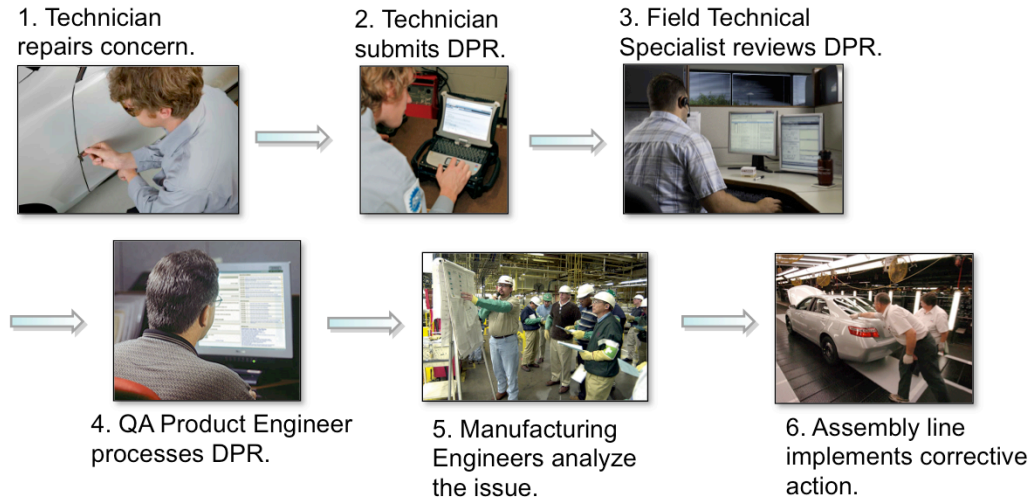 1. Technician
repairs concern.
2. Technician
submits DPR.
3. Field Technical
Specialist reviews DPR.
4. QA Product Engineer
processes DPR.
5. Manufacturing
Engineers analyze
the issue.
6. Assembly line
implements corrective
action.